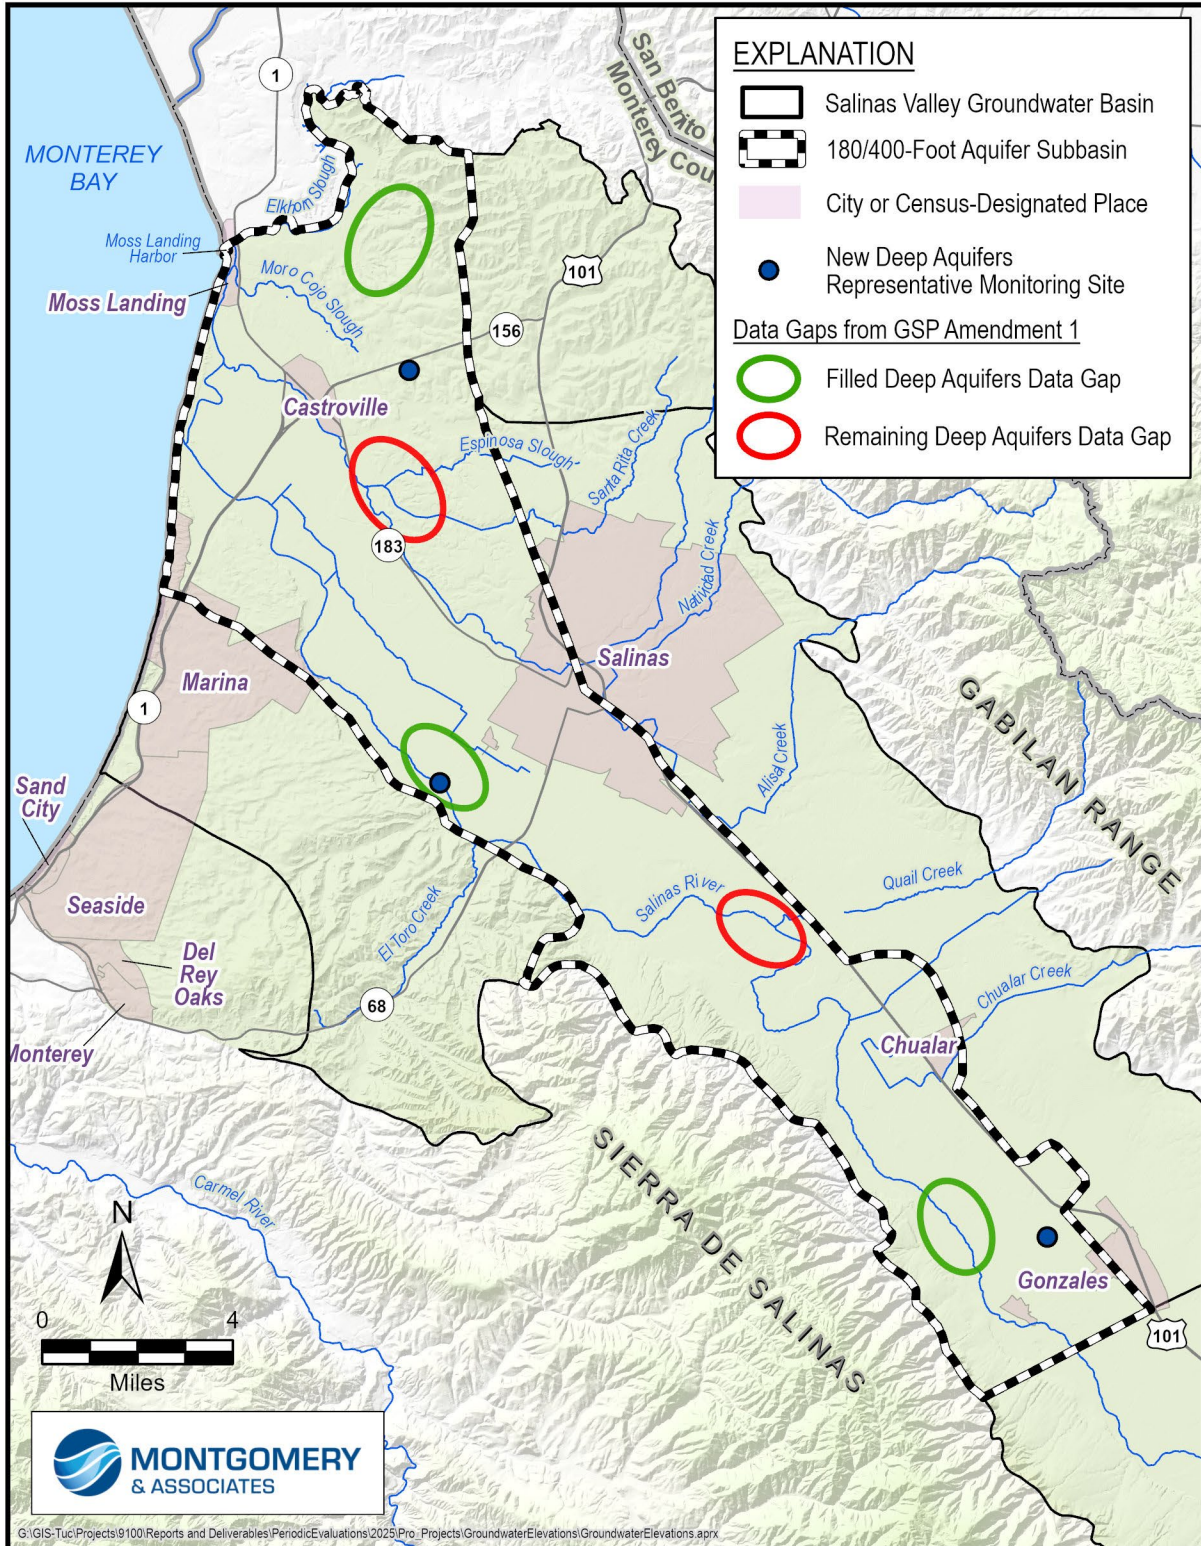 EXPLANATION
Salinas Valley Groundwater Basin
180/400-Foot Aquifer Subbasin
City or Census-Designated Place
New Deep Aquifers
Representative Monitoring Site
Data Gaps from GSP Amendment 1
Filled Deep Aquifers Data Gap
Remaining Deep Aquifers Data Gap
San Benito
Monterey Cou
1
MONTEREY
BAY
Elkhorn Slough
Moss Landing
Harbor
Moro Cojo Slough
Moss Landing
101
156
Castroville
Espinosa Slough
Santa Rita Creek
183
Natividad Creek
Salinas
Marina
1
GABILAN RANGE
Alisal Creek
Sand
City
Quail Creek
Salinas River
Seaside
El Toro Creek
Del
Rey
Oaks
Chualar Creek
68
Monterey
Chualar
SIERRA DE SALINAS
Carmel River
N
Gonzales
0
4
Miles
101
MONTGOMERY
& ASSOCIATES
G:\GIS-Tuc\Projects\9100\Reports and Deliverables\PeriodicEvaluations\2025\Pro_Projects\GroundwaterElevations\GroundwaterElevations.aprx